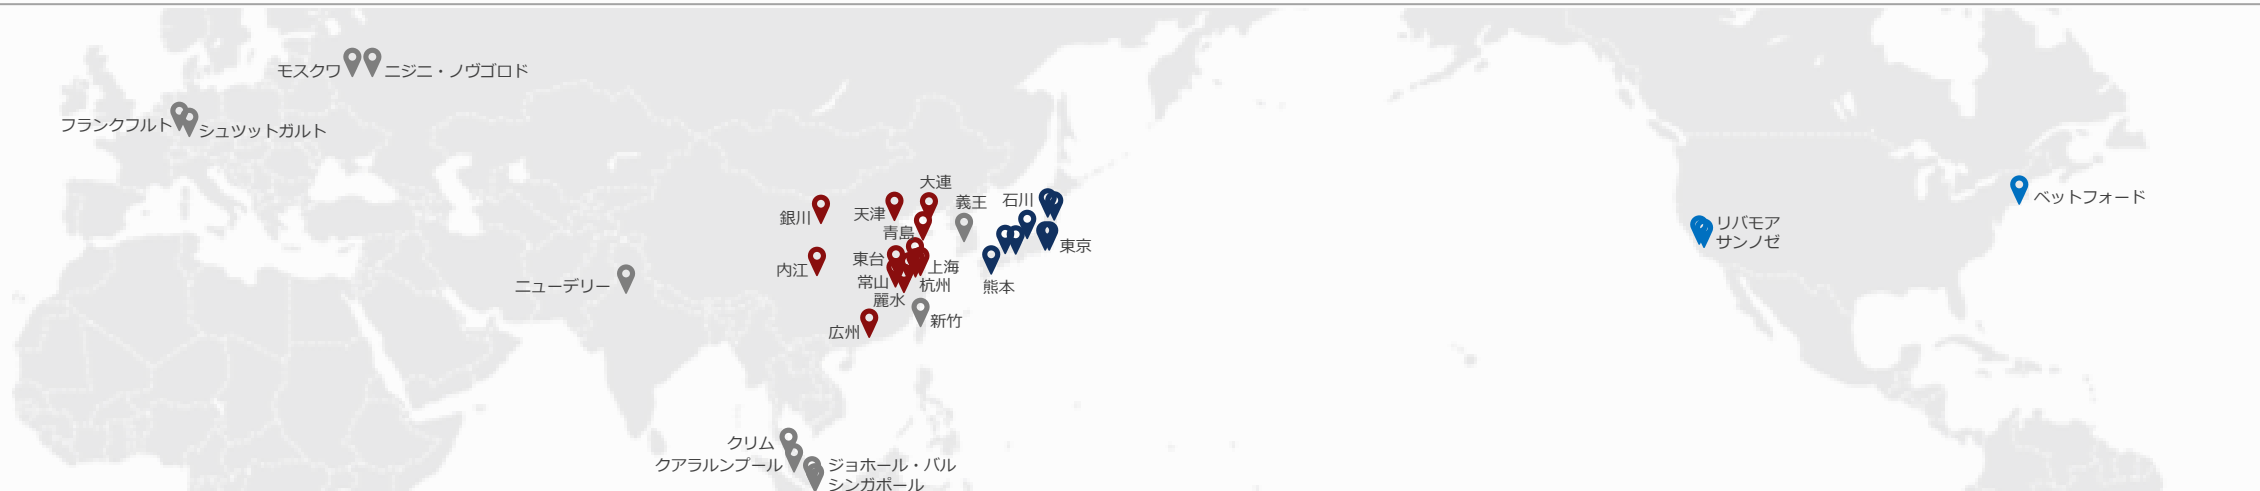 モスクワ
ニジニ・ノヴゴロド
フランクフルト
シュツットガルト
大連
石川
義王
ベットフォード
銀川
天津
リバモア
青島
サンノゼ
東京
東台
上海
内江
常山
杭州
ニューデリー
熊本
麗水
新竹
広州
クリム
クアラルンプール
ジョホール・バル
シンガポール